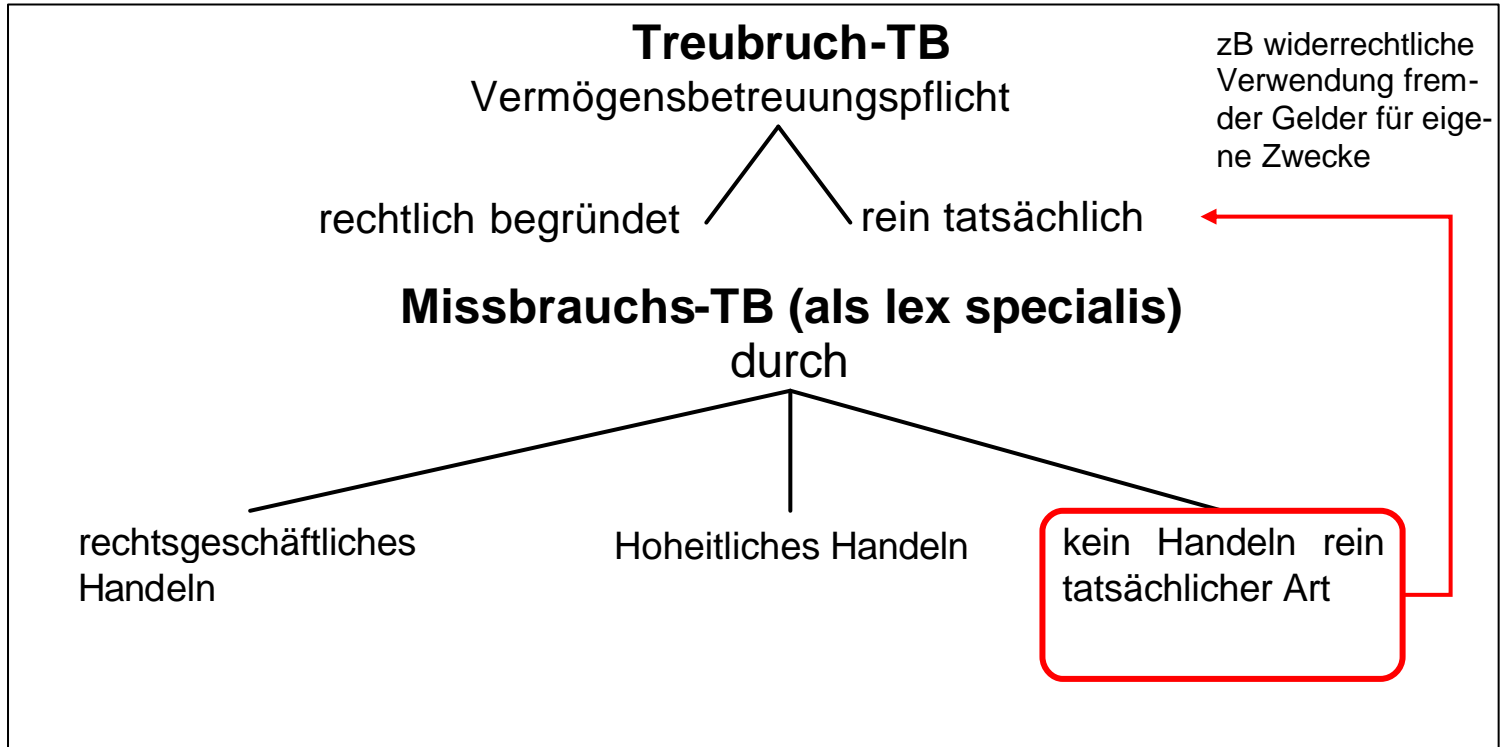 Treubruch-TB
Vermögensbetreuungspflicht
zB widerrechtliche
Verwendung frem-
der Gelder für eige-
ne Zwecke
rechtlich begründet
rein tatsächlich
Missbrauchs-TB (als lex specialis)
durch
rechtsgeschäftliches
Handeln
Hoheitliches Handeln
kein Handeln rein
tatsächlicher Art